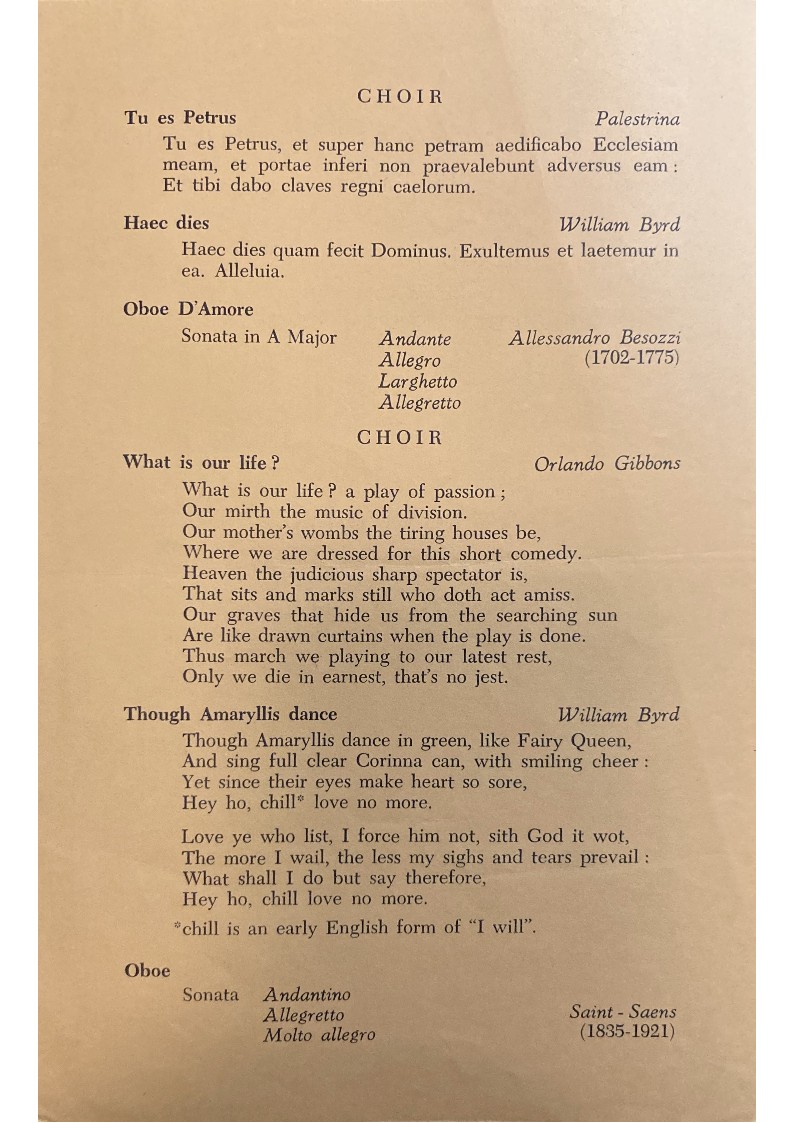 CHOIR
Tu es Petrus Palestrina
Tu es Petrus, et super hanc petram aedificabo Ecclesiam
meam, et portae inferi non praevalebunt adversus eam :
Et tibi dabo claves regni caelorum.
Haec dies William Byrd
Haec dies quam fecit Dominus. Exultemus et laetemur in
ea. Alleluia.
Oboe D'Amore
Sonata in A Major Andante Allessandro Besozzi
Allegro (1702-1775)
Larghetto
Allegretto
CHOIR
What is our life ? Orlando Gibbons
What is our life ? a play of passion ;
Our mirth the music of division.
Our mother's wombs the tiring houses be,
Where we are dressed for this short comedy.
Heaven the judicious sharp spectator is,
That sits and marks still who doth act amiss.
Our graves that hide us from the searching sun
Are like drawn curtains when the play is done.
Thus march we playing to our latest rest,
Only we die in earnest, that's no jest.
Though Amaryllis dance William Byrd
Though Amaryllis dance in green, like Fairy Queen,
And sing full clear Corinna can, with smiling cheer :
Yet since their eyes make heart so sore,
Hey ho, chill* love no more.
Love ye who list, I force him not, sith God it wot,
The more I wail, the less my sighs and tears prevail :
What shall I do but say therefore,
Hey ho, chill love no more.
*chill is an early English form of "I will".
Oboe
Sonata Andantino
Allegretto Saint - Saens
Molto allegro (1835-1921)